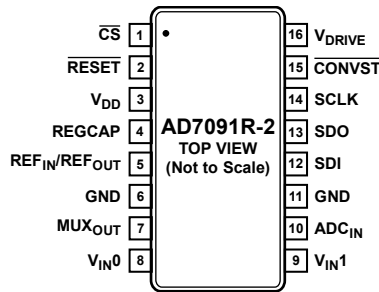 CS 1
RESET 2
VDD 3
REGCAP 4
REFIN/REFOUT 5
GND 6
MUXOUT 7
VIN0 8
AD7091R-2
TOP VIEW
(Not to Scale)
16 VDRIVE
15 CONVST
14 SCLK
13 SDO
12 SDI
11 GND
10 ADCIN
9 VIN1